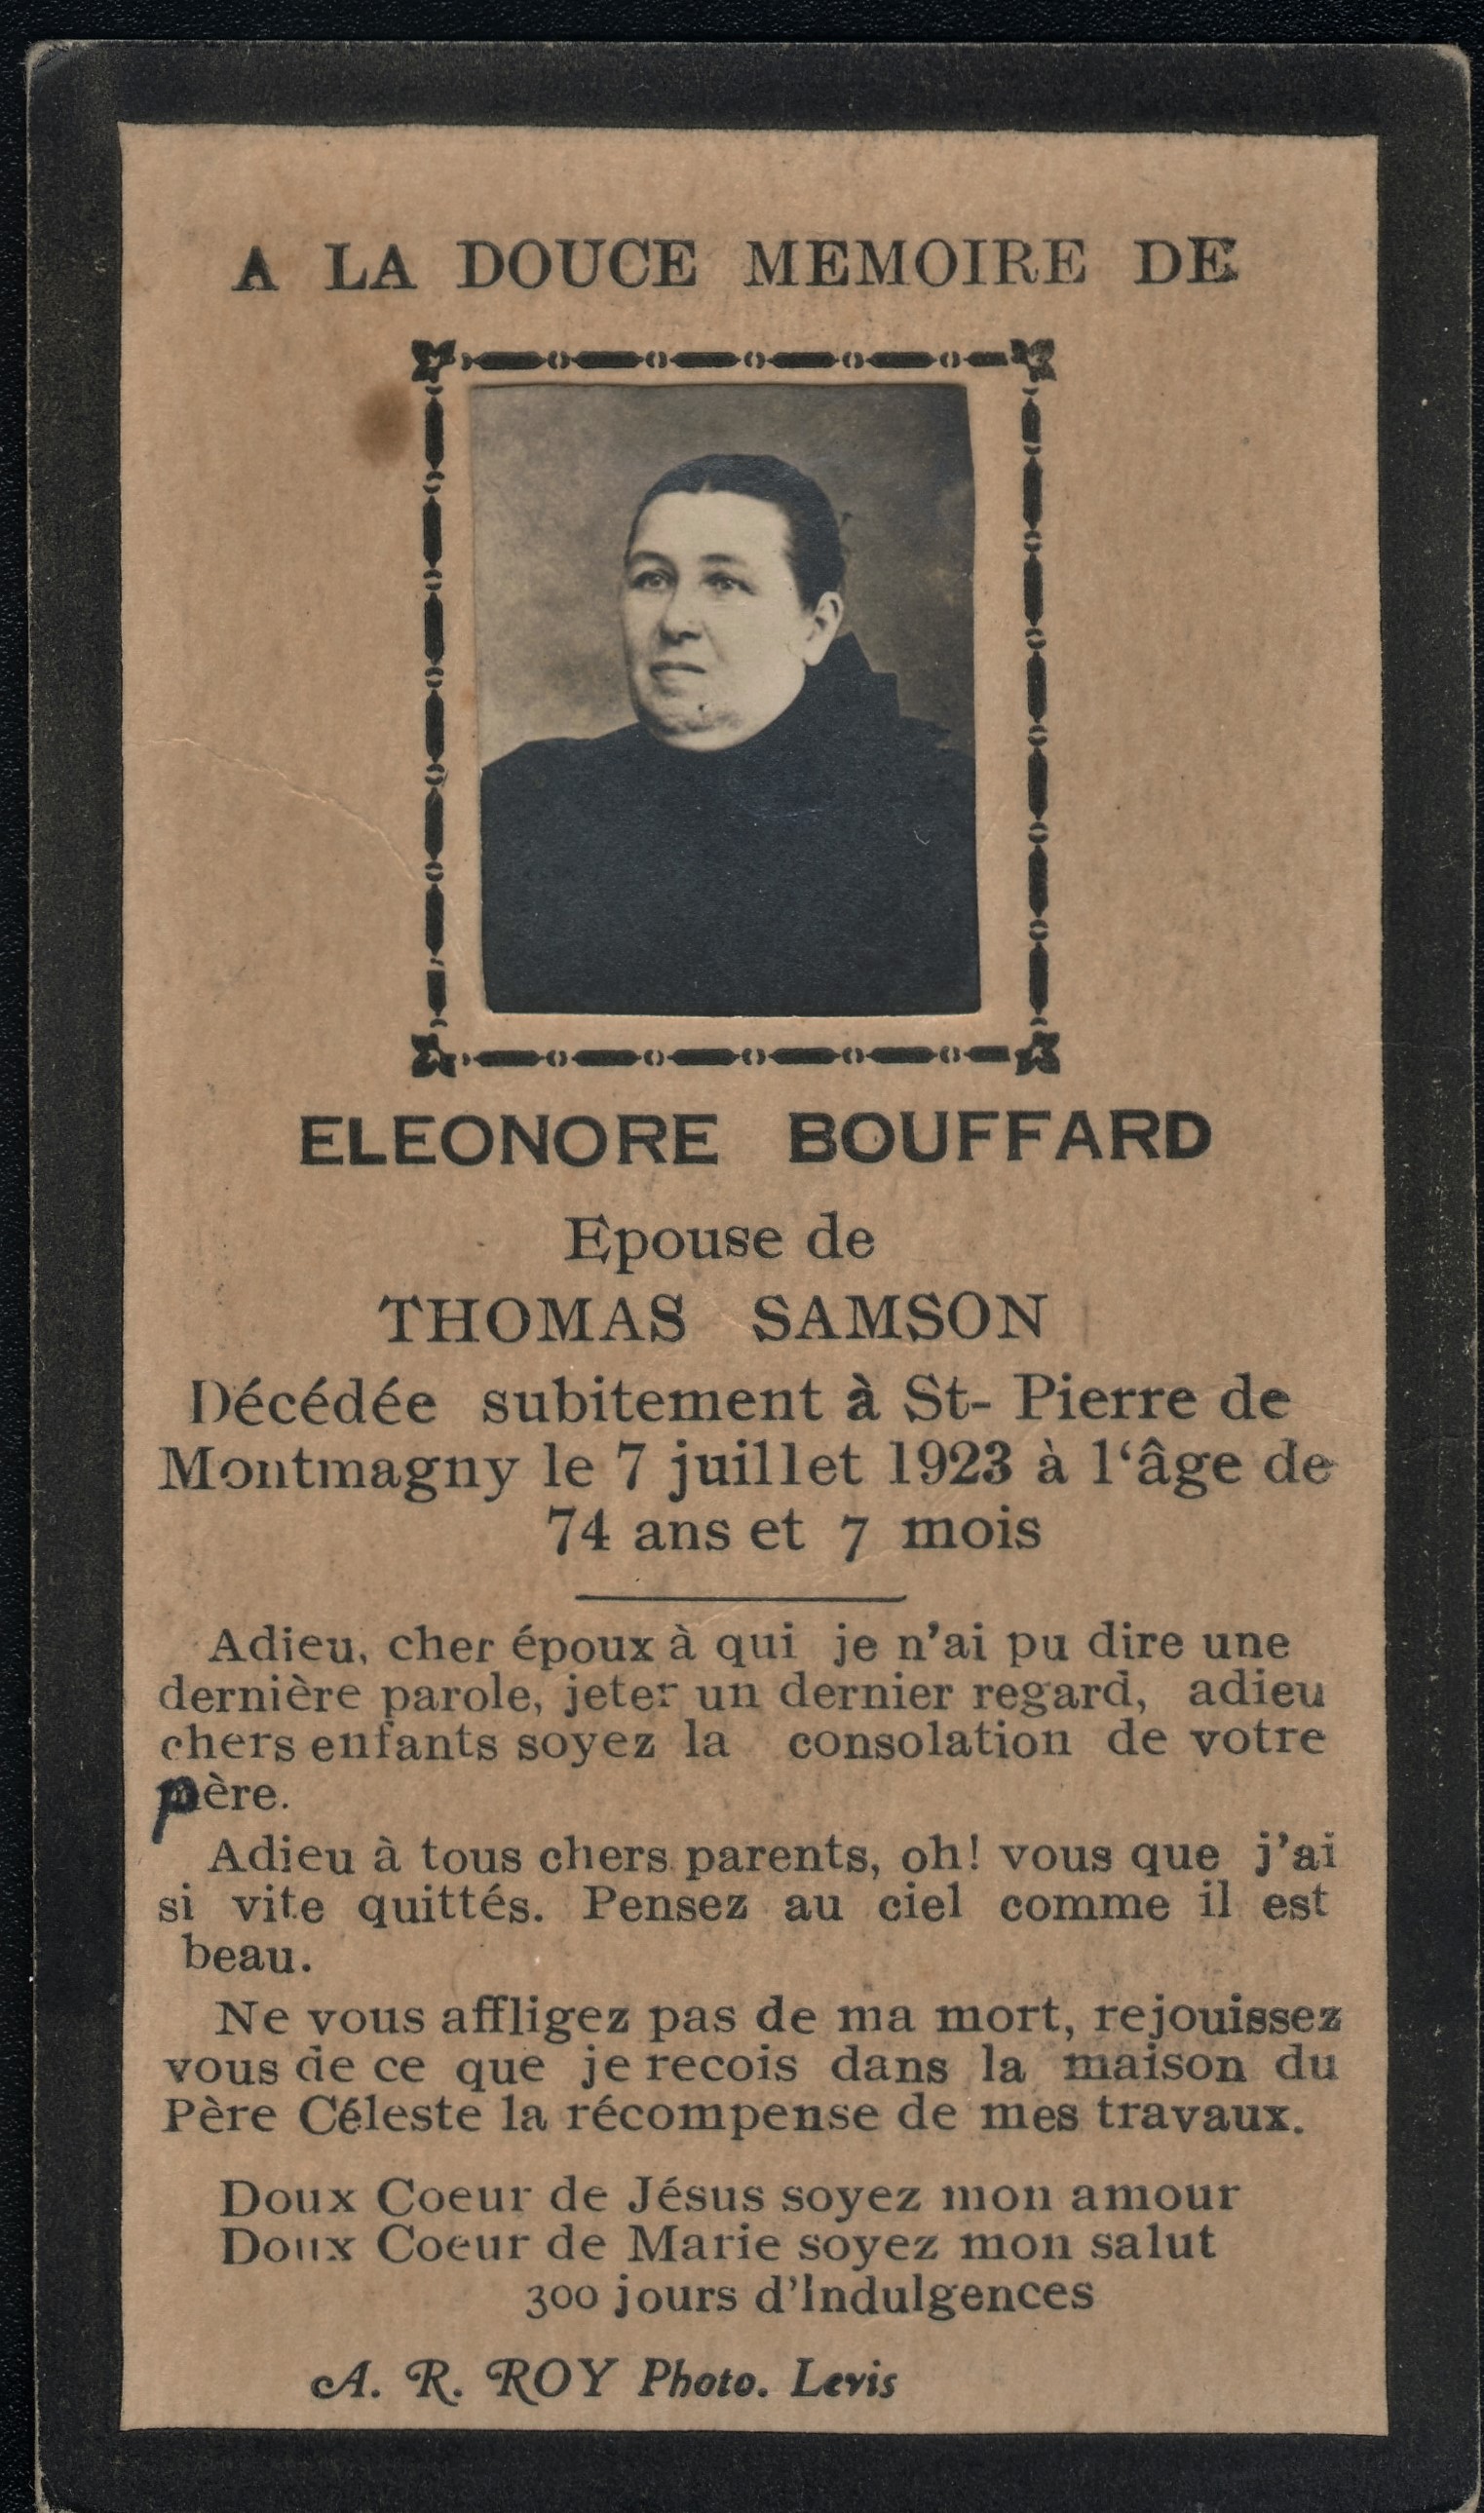 A LA DOUCE MEMOIRE DE
ELEONORE BOUFFARD
Epouse de
THOMAS SAMSON
Décédée subitement à St- Pierre de
Montmagny le 7 juillet 1923 à l‘âge de
74 ans et 7 mois
Adieu, cher époux à qui je n’ai pu dire une
dernière parole, jeter un dernier regard, adieu
chers enfants soyez la consolation de votre
père.
Adieu à tous chers parents, oh! vous que j’ai
si vite quittés. Pensez au ciel comme il est
beau.
Ne vous affligez pas de ma mort, rejouissez
vous de ce que je recois dans la maison du
Père Céleste la récompense de mes travaux.
Doux Coeur de Jésus soyez mon amour
Doux Coeur de Marie soyez mon salut
300 jours d’Indulgences
A. R. ROY Photo. Levis